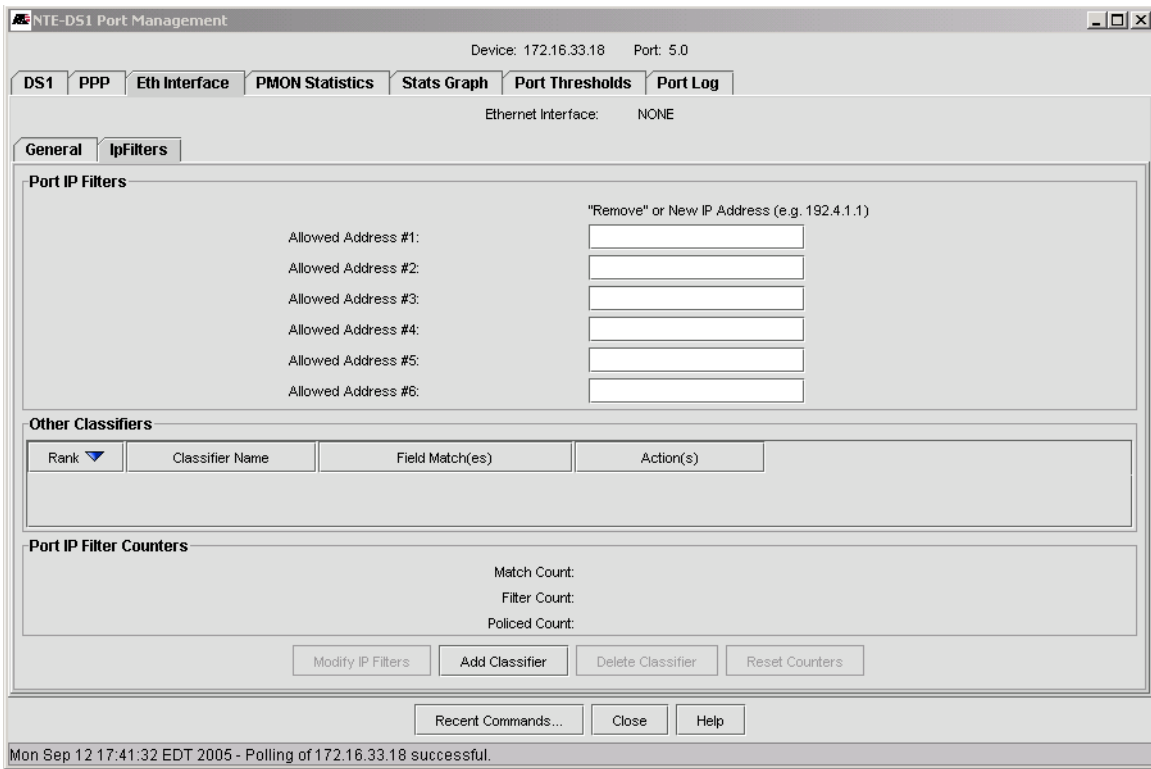 NTE-DS1 Port Management
Device: 172.16.33.18 Port: 5.0
DS1 PPP Eth Interface PMON Statistics Stats Graph Port Thresholds Port Log
Ethernet Interface: NONE
General IpFilters
Port IP Filters
"Remove" or New IP Address (e.g. 192.4.1.1)
Allowed Address #1:
Allowed Address #2:
Allowed Address #3:
Allowed Address #4:
Allowed Address #5:
Allowed Address #6:
Other Classifiers
Rank Classifier Name Field Match(es) Action(s)
Port IP Filter Counters
Match Count:
Filter Count:
Policed Count:
Modify IP Filters Add Classifier Delete Classifier Reset Counters
Recent Commands... Close Help
Mon Sep 12 17:41:32 EDT 2005 - Polling of 172.16.33.18 successful.